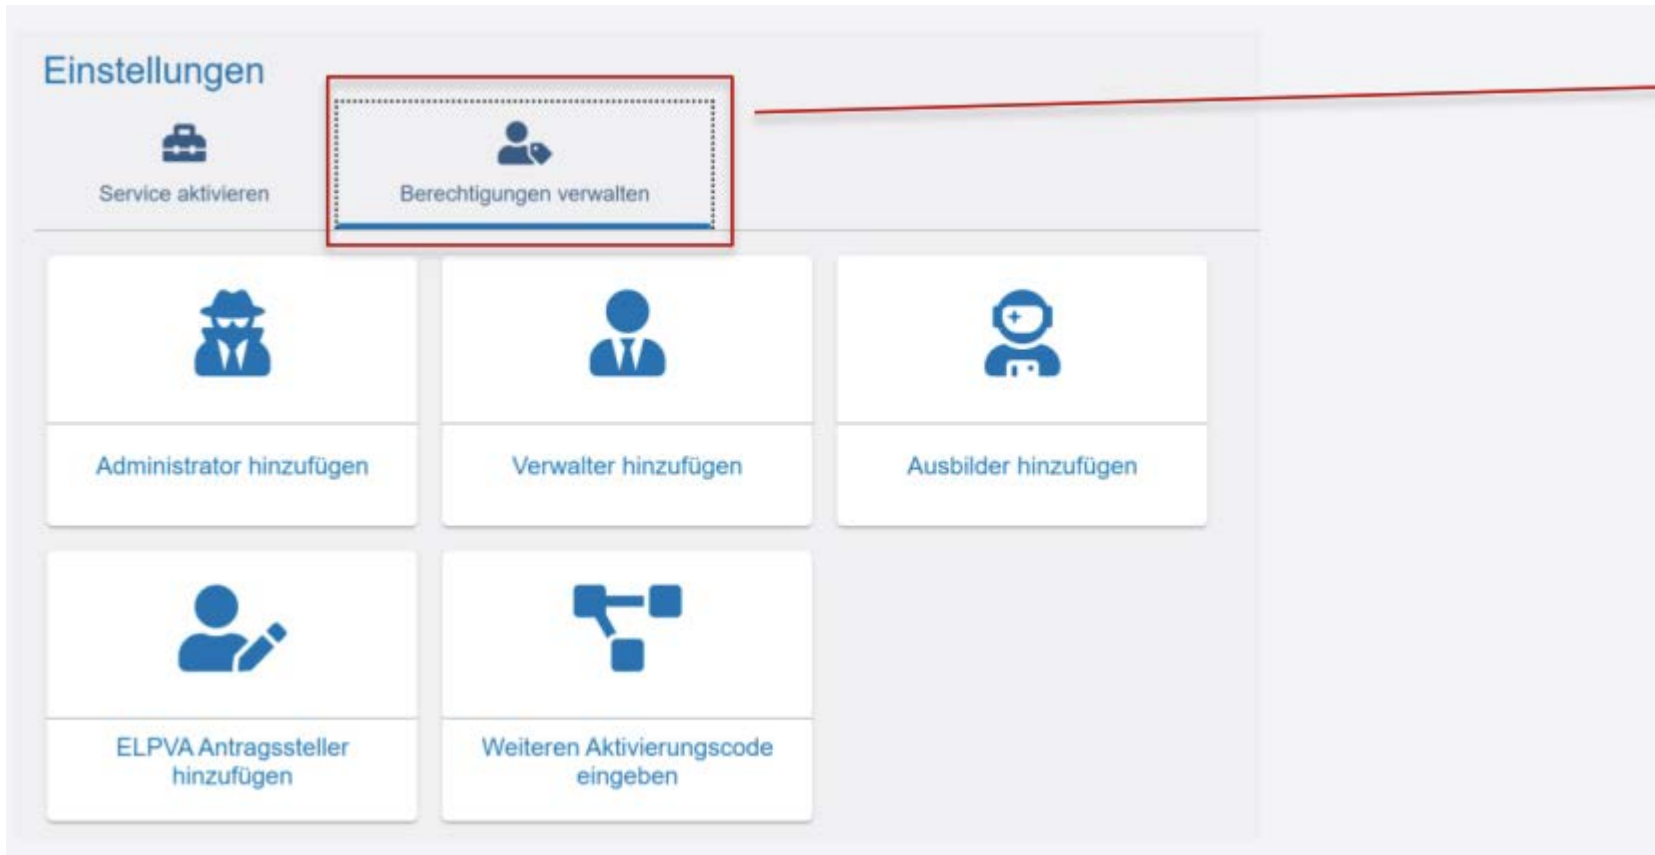 Einstellungen
Service aktivieren
Berechtigungen verwalten
Administrator hinzufügen
Verwalter hinzufügen
Ausbilder hinzufügen
ELPVA Antragssteller
hinzufügen
Weiteren Aktivierungscode
eingeben